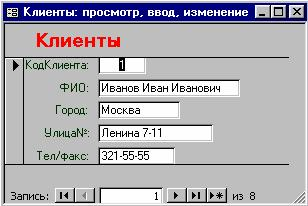 Клиенты: просмотр, ввод, изменение
Клиенты
КодКлиента: 1
ФИО: Иванов Иван Иванович
Город: Москва
Улица№: Ленина 7-11
Тел/факс: 321-55-55
Запись: 1 из 8